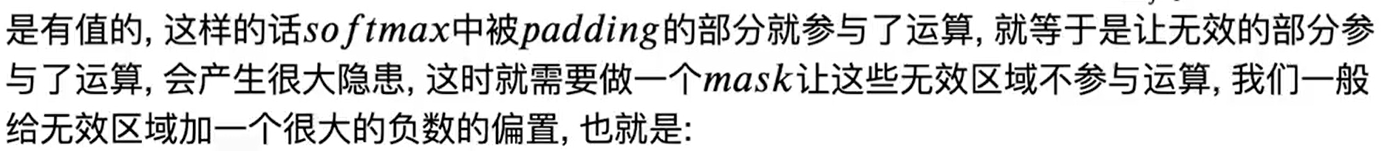 是有值的, 这样的话softmax中被padding的部分就参与了运算, 就等于是让无效的部分参
与了运算, 会产生很大隐患, 这时就需要做一个mask让这些无效区域不参与运算, 我们一般
给无效区域加一个很大的负数的偏置, 也就是: